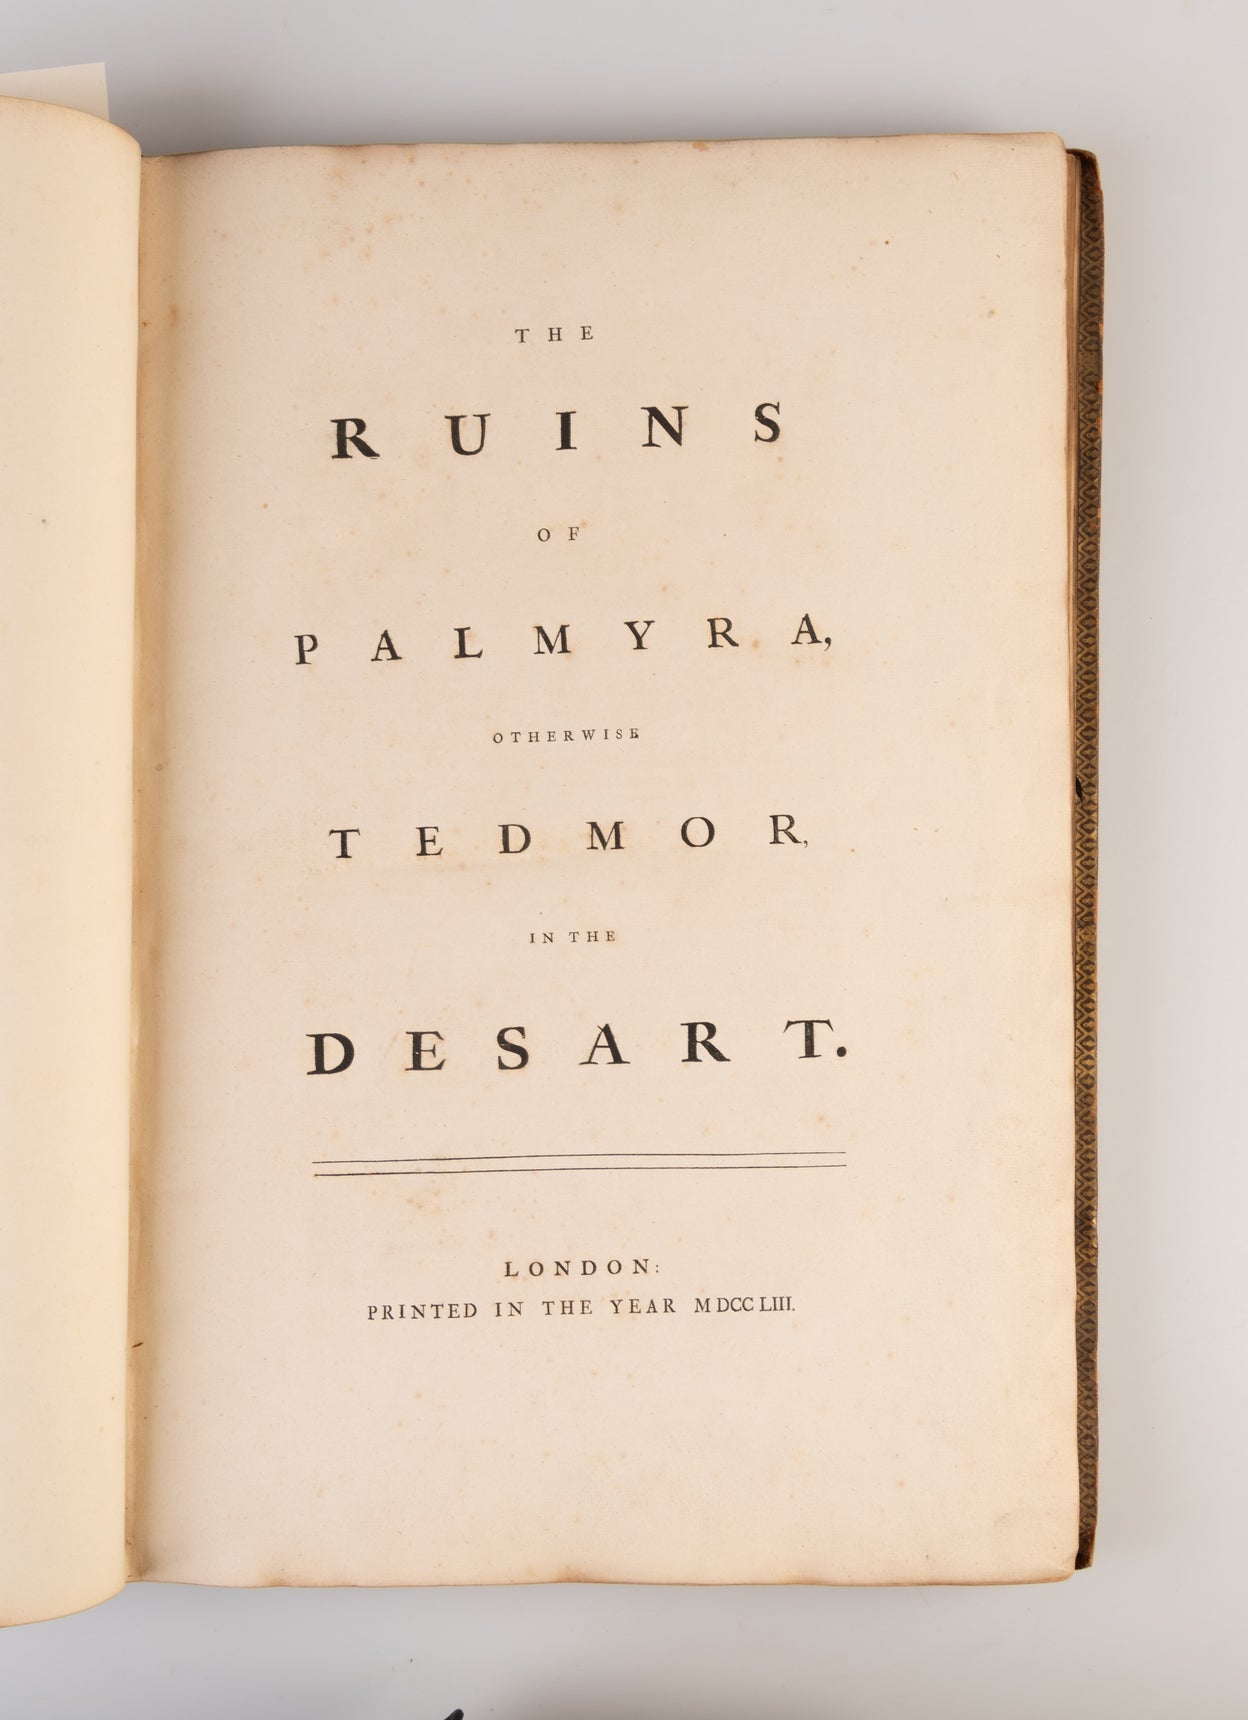 THE
RUINS
OF
PALMYRA,
OTHERWISE
TEDMOR,
IN THE
DESART.
LONDON:
PRINTED IN THE YEAR MDCCLIII.